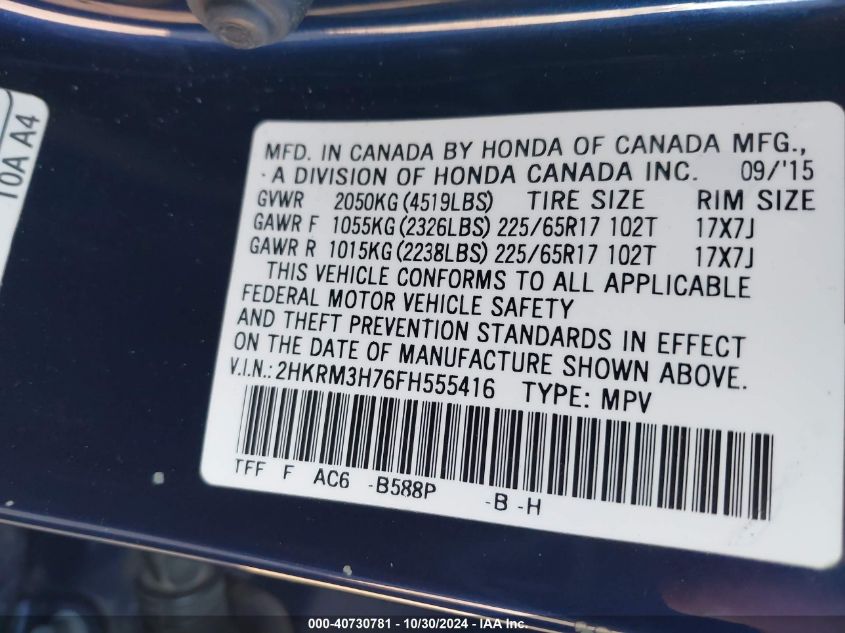 10A A4
MFD. IN CANADA BY HONDA OF CANADA MFG.,
A DIVISION OF HONDA CANADA INC. 09/'15
GVWR 2050KG (4519LBS) TIRE SIZE RIM SIZE
GAWR F 1055KG (2326LBS) 225/65R17 102T 17X7J
GAWR R 1015KG (2238LBS) 225/65R17 102T 17X7J
THIS VEHICLE CONFORMS TO ALL APPLICABLE
FEDERAL MOTOR VEHICLE SAFETY
AND THEFT PREVENTION STANDARDS IN EFFECT
ON THE DATE OF MANUFACTURE SHOWN ABOVE.
V.I.N.: 2HKRM3H76FH555416 TYPE: MPV
TFF F AC6 -B588P -B -H
000-40730781 - 10/30/2024 - IAA Inc.